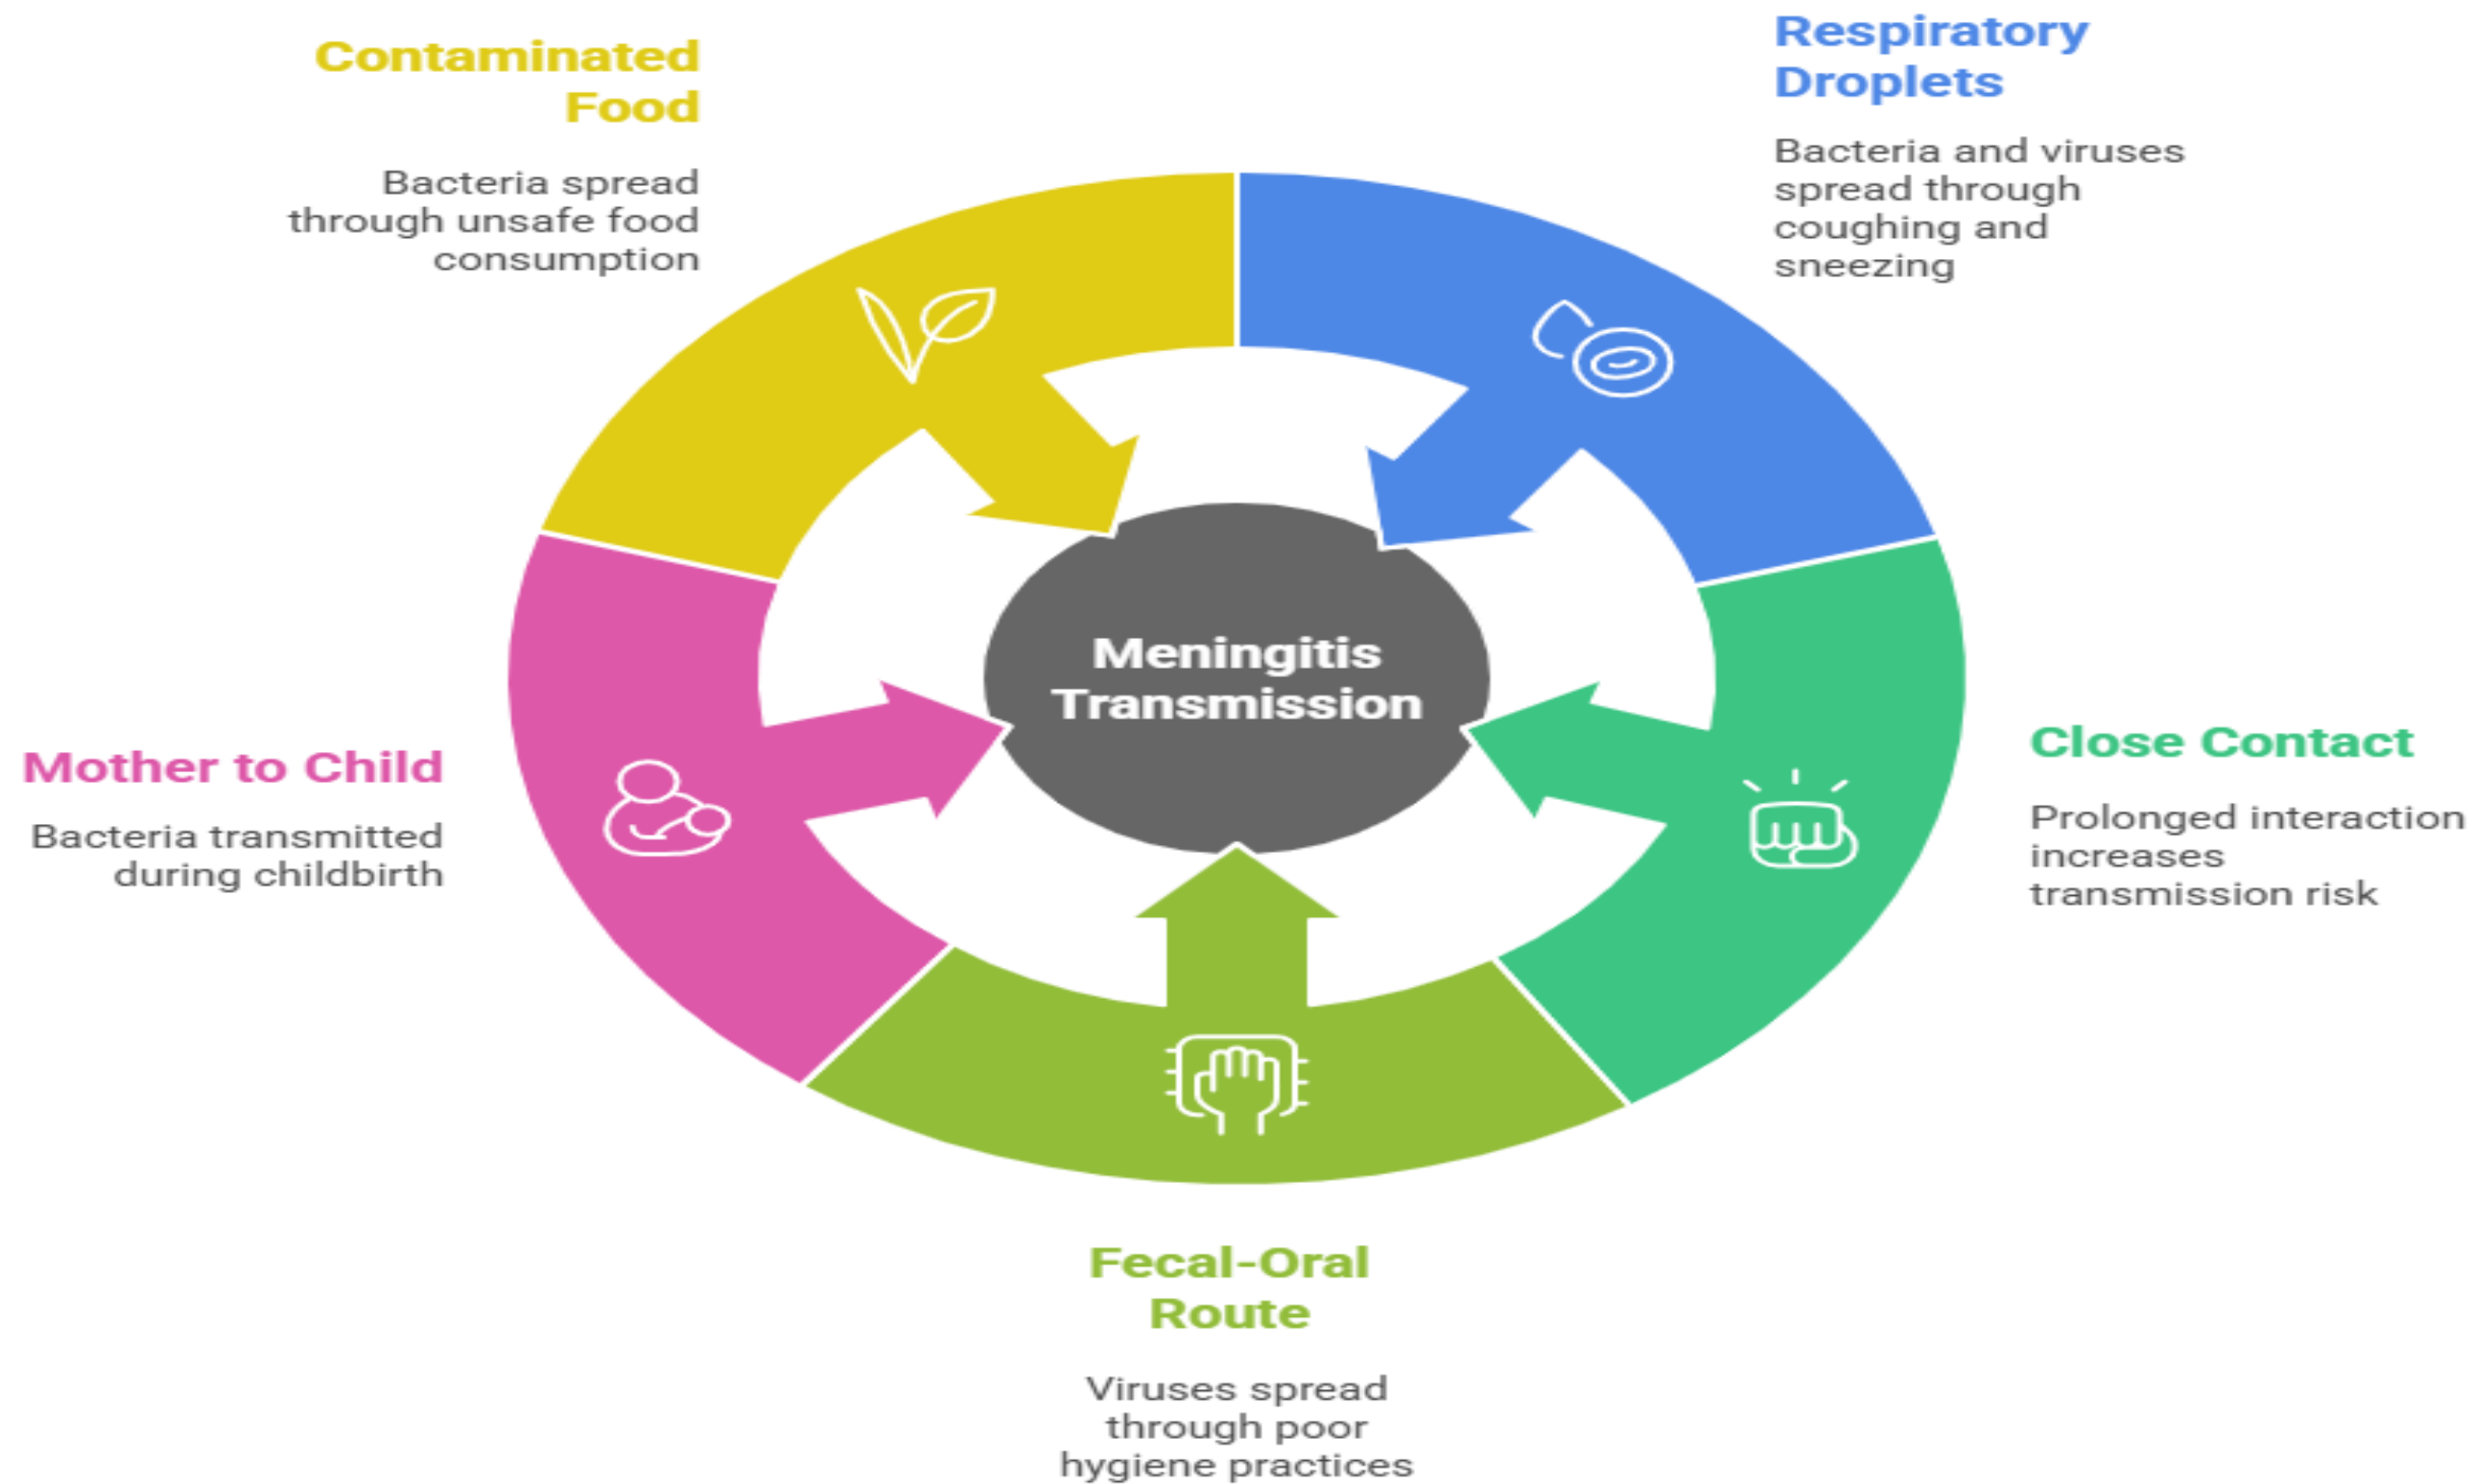 Contaminated
Food
Bacteria spread
through unsafe food
consumption
Respiratory
Droplets
Bacteria and viruses
spread through
coughing and
sneezing
Meningitis
Transmission
Mother to Child
Bacteria transmitted
during childbirth
Close Contact
Prolonged interaction
increases
transmission risk
Fecal-Oral
Route
Viruses spread
through poor
hygiene practices